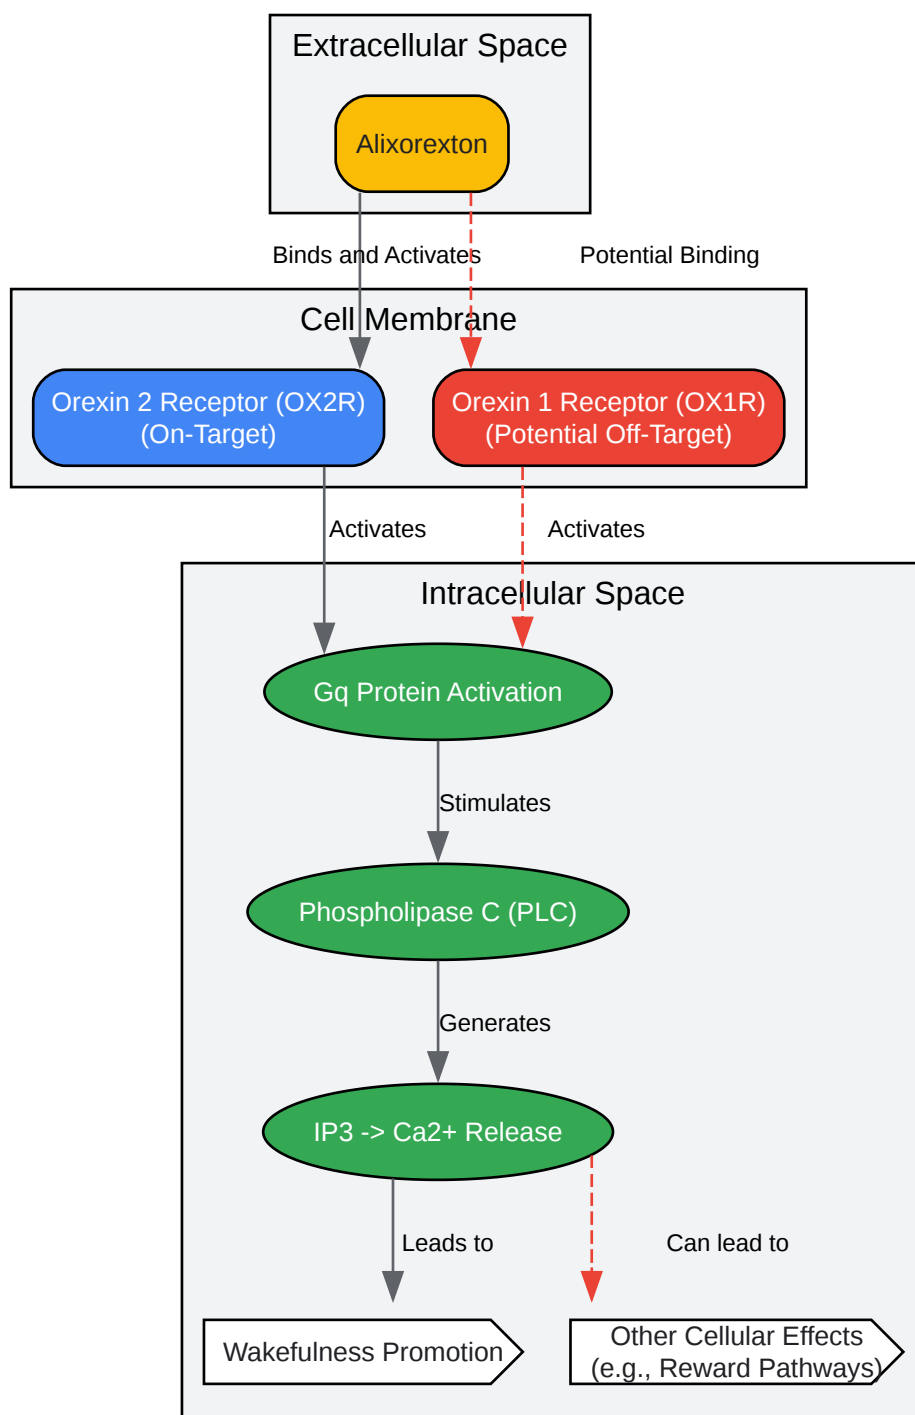 Extracellular Space
Alixorexton
Binds and Activates
Potential Binding
Cell Membrane
Orexin 2 Receptor (OX2R)
(On-Target)
Orexin 1 Receptor (OX1R)
(Potential Off-Target)
Activates
Activates
Intracellular Space
Gq Protein Activation
Stimulates
Phospholipase C (PLC)
Generates
IP3 -> Ca2+ Release
Leads to
Can lead to
Wakefulness Promotion
Other Cellular Effects
(e.g., Reward Pathways)